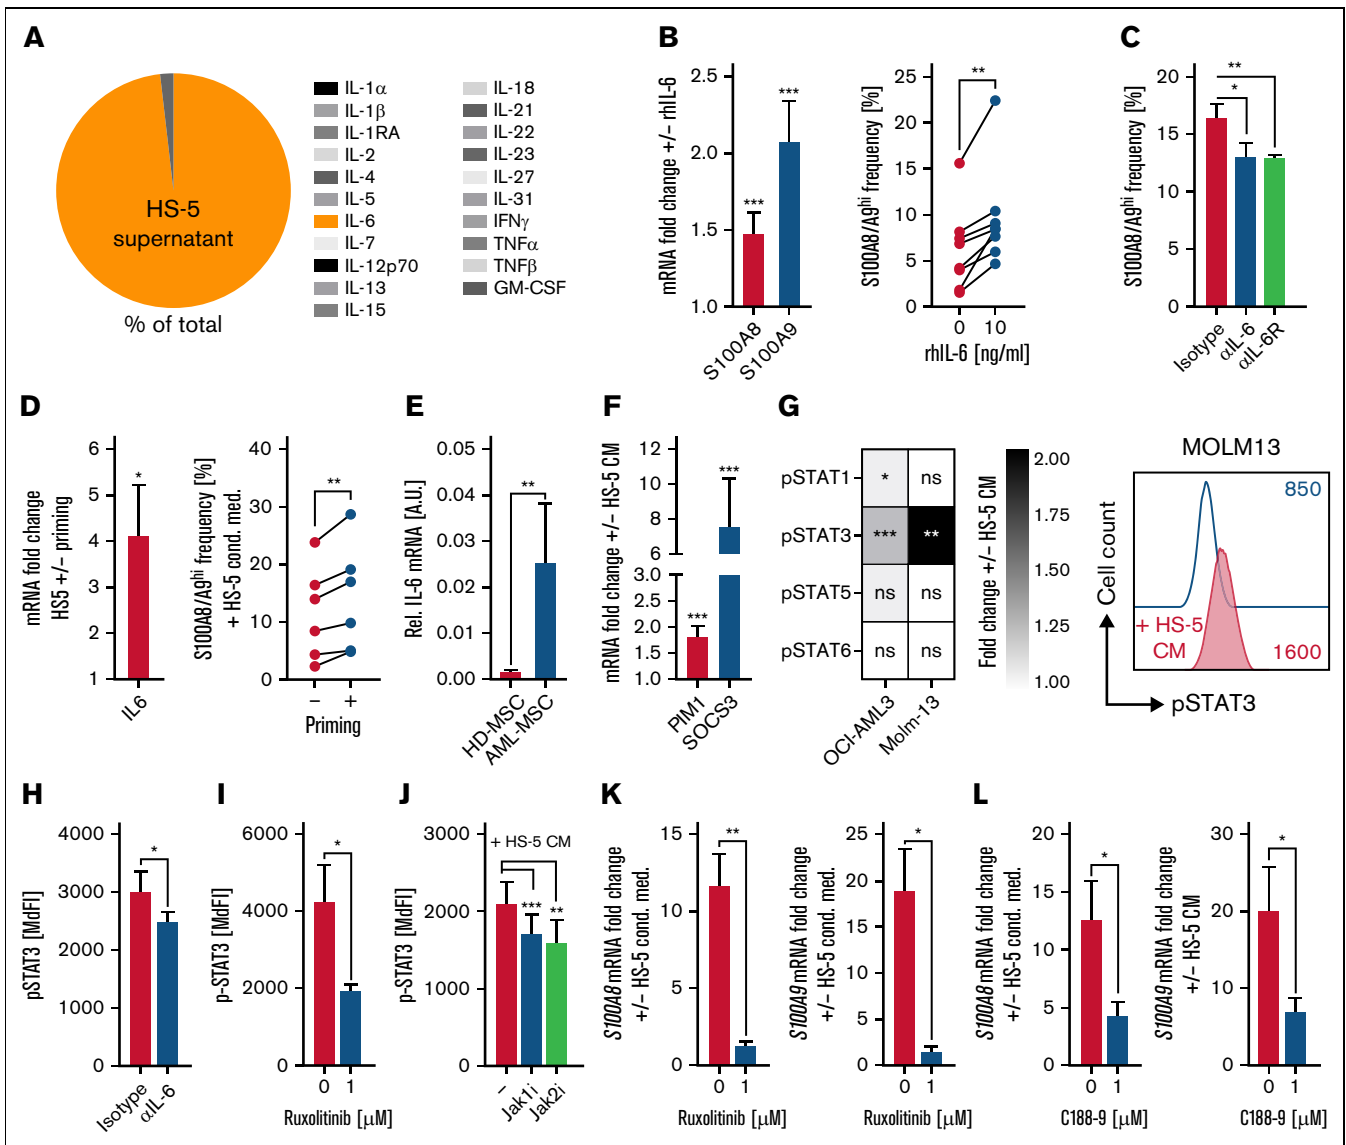 A
HS-5
supernatant
% of total
IL-1α
IL-1β
IL-1RA
IL-2
IL-4
IL-5
IL-6
IL-7
IL-12p70
IL-13
IL-15
IL-18
IL-21
IL-22
IL-23
IL-27
IL-31
IFNγ
TNFα
TNFβ
GM-CSF
B
mRNA fold change +/– rhIL-6
2.5
2.0
1.5
1.0
***
***
S100A8
S100A9
S100A8/A9hi frequency [%]
25
20
15
10
5
0
**
0 10
rhIL-6 [ng/ml]
C
S100A8/A9hi frequency [%]
20
15
10
5
0
**
*
Isotype
αIL-6
αIL-6R
D
mRNA fold change
HS5 +/– priming
6
5
4
3
2
1
*
IL6
S100A8/A9hi frequency [%]
+ HS-5 cond. med.
40
30
20
10
0
**
– +
Priming
E
Rel. IL-6 mRNA [A.U.]
0.05
0.04
0.03
0.02
0.01
0.00
**
HD-MSC
AML-MSC
F
mRNA fold change +/– HS-5 CM
12
10
8
6
3.0
2.5
2.0
1.5
1.0
***
***
PIM1
SOCS3
G
pSTAT1
pSTAT3
pSTAT5
pSTAT6
* ns
*** **
ns ns
ns ns
OCI-AML3
Molm-13
2.00
1.75
1.50
1.25
1.00
Fold change +/– HS-5 CM
MOLM13
850
+ HS-5
CM
1600
Cell count
pSTAT3
H
pSTAT3 [MdFI]
4000
3000
2000
1000
0
*
Isotype
αIL-6
I
p-STAT3 [MdFI]
6000
4000
2000
0
*
0 1
Ruxolitinib [μM]
J
p-STAT3 [MdFI]
3000
2000
1000
0
+ HS-5 CM
***
**
–
Jak1i
Jak2i
K
S100A8 mRNA fold change
+/– HS-5 cond. med.
15
10
5
0
**
0 1
Ruxolitinib [μM]
S100A9 mRNA fold change
+/– HS-5 cond. med.
25
20
15
10
5
0
*
0 1
Ruxolitinib [μM]
L
S100A8 mRNA fold change
+/– HS-5 cond. med.
20
15
10
5
0
*
0 1
C188-9 [μM]
S100A9 mRNA fold change
+/– HS-5 CM
30
20
10
0
*
0 1
C188-9 [μM]